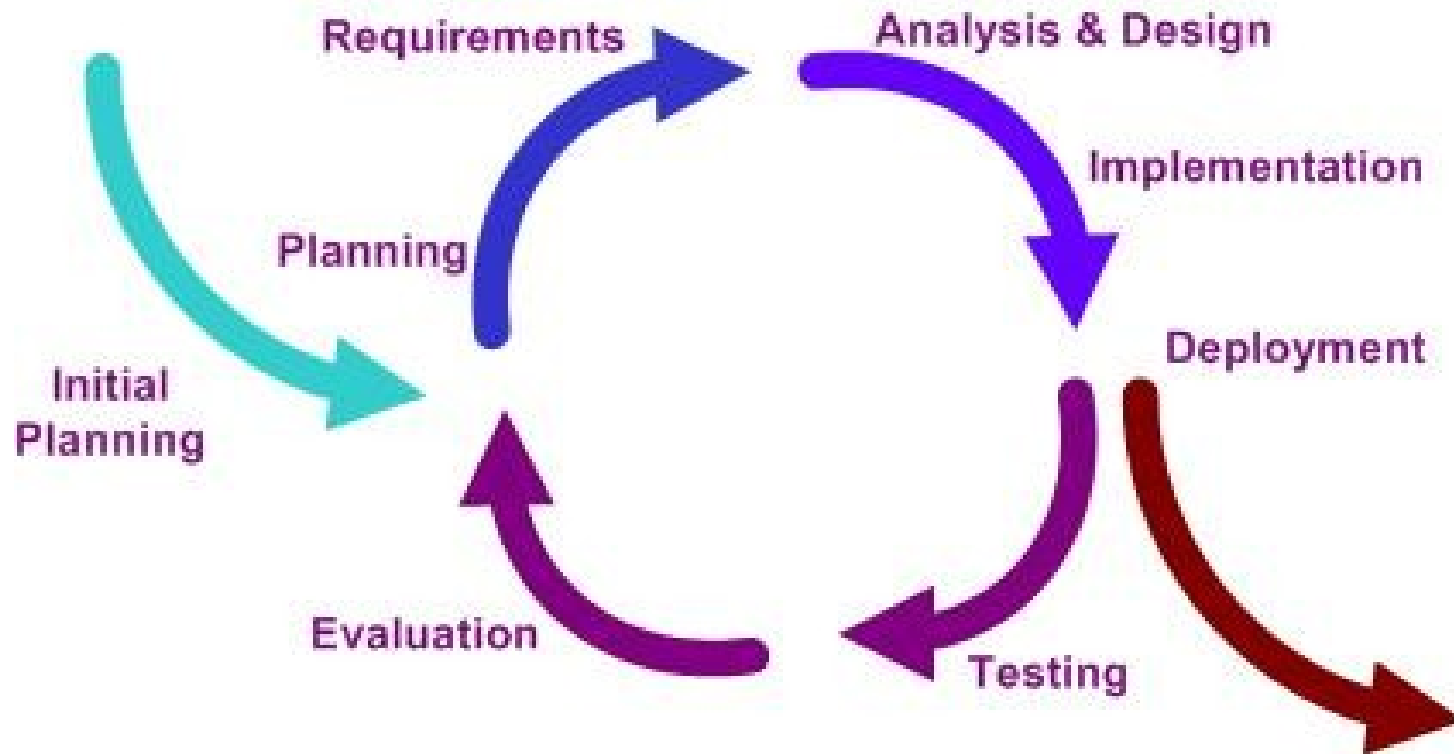 Requirements
Analysis & Design
Implementation
Planning
Deployment
Initial
Planning
Evaluation
Testing